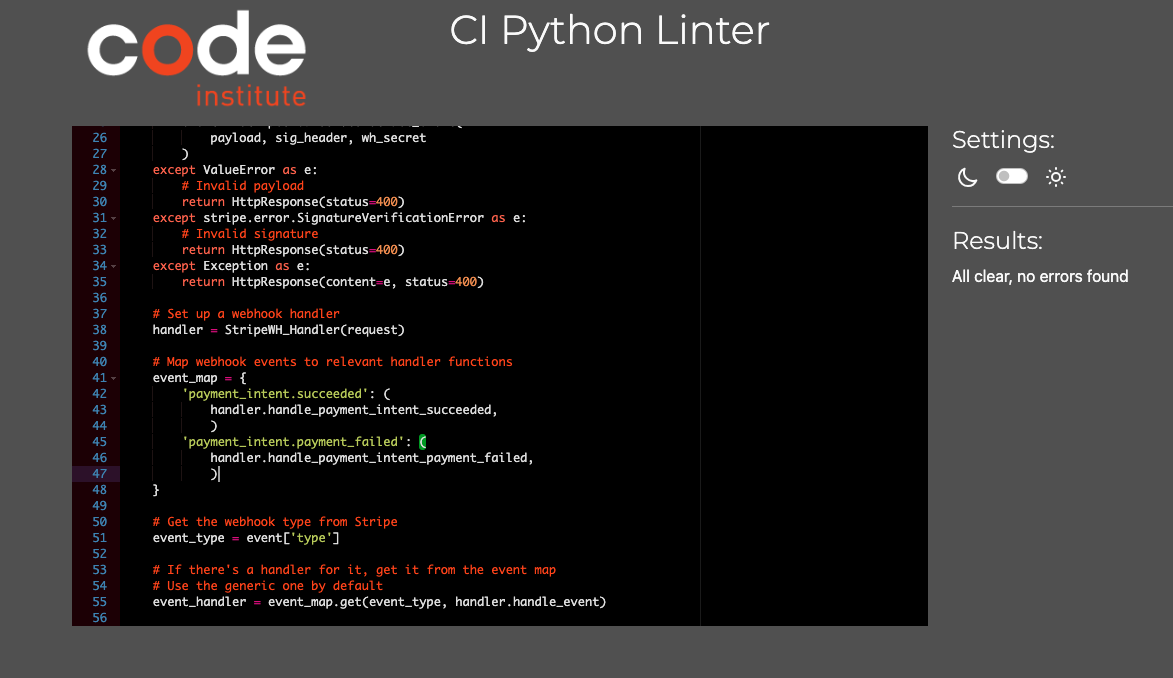 code
institute
CI Python Linter
26 payload, sig_header, wh_secret
27 )
28 except ValueError as e:
29 # Invalid payload
30 return HttpResponse(status=400)
31 except stripe.error.SignatureVerificationError as e:
32 # Invalid signature
33 return HttpResponse(status=400)
34 except Exception as e:
35 return HttpResponse(content=e, status=400)
36
37 # Set up a webhook handler
38 handler = StripeWH_Handler(request)
39
40 # Map webhook events to relevant handler functions
41 event_map = {
42 'payment_intent.succeeded': (
43 handler.handle_payment_intent_succeeded,
44 )
45 'payment_intent.payment_failed': (
46 handler.handle_payment_intent_payment_failed,
47 )
48 }
49
50 # Get the webhook type from Stripe
51 event_type = event['type']
52
53 # If there's a handler for it, get it from the event map
54 # Use the generic one by default
55 event_handler = event_map.get(event_type, handler.handle_event)
56
Settings:
Results:
All clear, no errors found